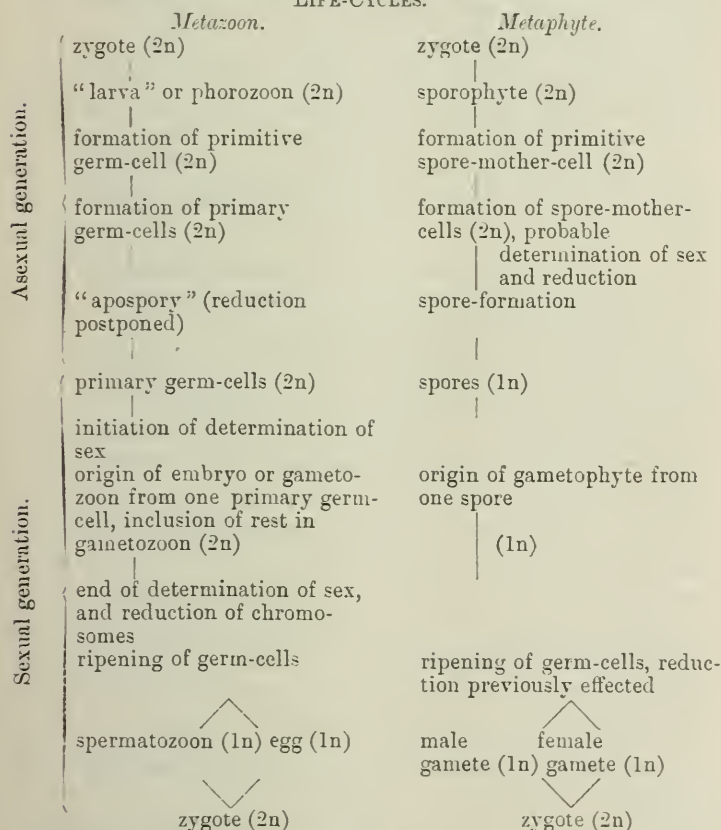 LIFE-CYCLES.
Metazoon.
zygote (2n)
“larva” or phorozoon (2n)
formation of primitive
germ-cell (2n)
formation of primary
germ-cells (2n)
“apospory” (reduction
postponed)
primary germ-cells (2n)
initiation of determination of
sex
origin of embryo or gameto-
zoon from one primary germ-
cell, inclusion of rest in
gametozoon (2n)
end of determination of sex,
and reduction of chromo-
somes
ripening of germ-cells
spermatozoon (1n) egg (1n)
zygote (2n)
Metaphyte.
zygote (2n)
sporophyte (2n)
formation of primitive
spore-mother-cell (2n)
formation of spore-mother-
cells (2n), probable
determination of sex
and reduction
spore-formation
spores (1n)
origin of gametophyte from
one spore
(1n)
ripening of germ-cells, reduc-
tion previously effected
male female
gamete (1n) gamete (1n)
zygote (2n)
Asexual generation.
Sexual generation.